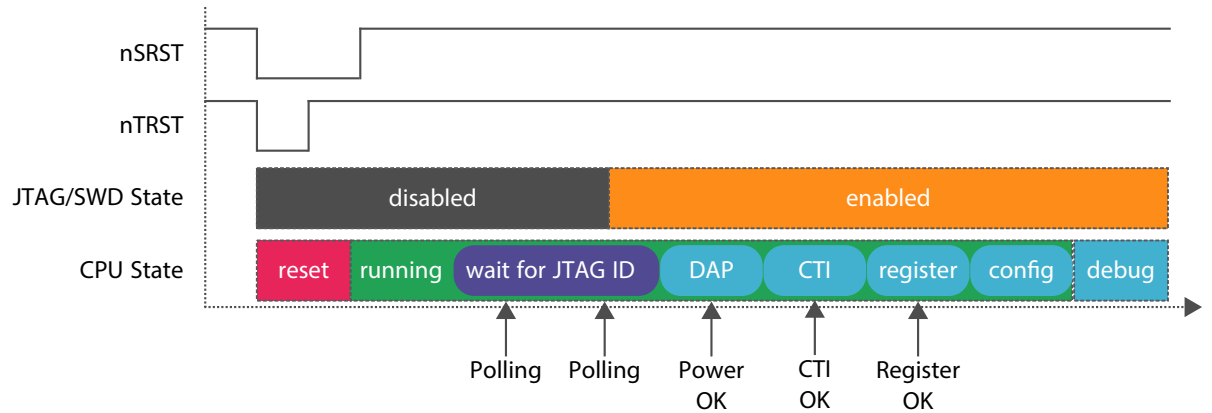 nSRST
nTRST
JTAG/SWD State
disabled
enabled
CPU State
reset
running
wait for JTAG ID
DAP
CTI
register
config
debug
Polling
Polling
Power
OK
CTI
OK
Register
OK